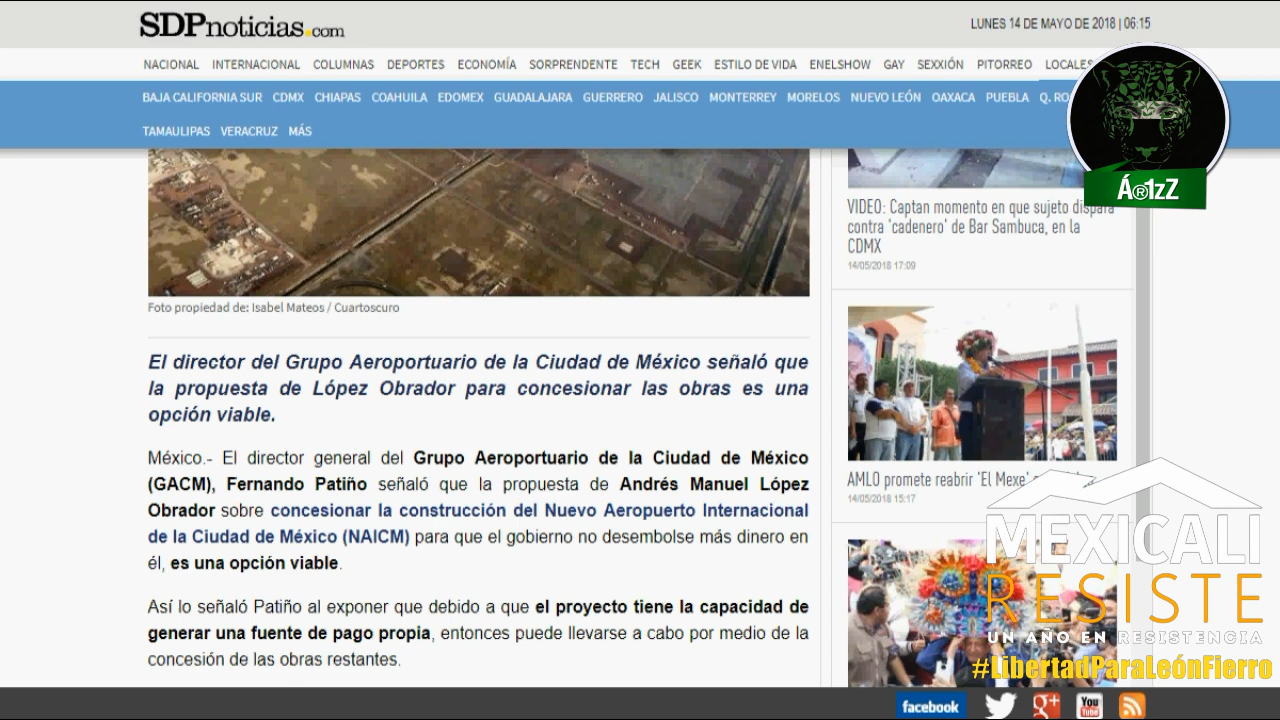 SDPnoticias.com
LUNES 14 DE MAYO DE 2018 | 06:15
NACIONAL INTERNACIONAL COLUMNAS DEPORTES ECONOMÍA SORPRENDENTE TECH GEEK ESTILO DE VIDA ENELSHOW GAY SEXXIÓN PITORREO LOCALES
BAJA CALIFORNIA SUR CDMX CHIAPAS COAHUILA EDOMEX GUADALAJARA GUERRERO JALISCO MONTERREY MORELOS NUEVO LEÓN OAXACA PUEBLA Q.
TAMAULIPAS VERACRUZ MÁS
Á®1zZ
Foto propiedad de: Isabel Mateos / Cuartoscuro
El director del Grupo Aeroportuario de la Ciudad de México señaló que
la propuesta de López Obrador para concesionar las obras es una
opción viable.
México.- El director general del Grupo Aeroportuario de la Ciudad de México
(GACM), Fernando Patiño señaló que la propuesta de Andrés Manuel López
Obrador sobre concesionar la construcción del Nuevo Aeropuerto Internacional
de la Ciudad de México (NAICM) para que el gobierno no desembolse más dinero en
él, es una opción viable.
Así lo señaló Patiño al exponer que debido a que el proyecto tiene la capacidad de
generar una fuente de pago propia, entonces puede llevarse a cabo por medio de la
concesión de las obras restantes.
VIDEO: Captan momento en que sujeto dispara
contra 'cadenero' de Bar Sambuca, en la
CDMX
14/05/2018 17:09
AMLO promete reabrir 'El Mexe'
14/05/2018 15:17
MEXICALI
RESISTE
UN AÑO EN RESISTENCIA
#LibertadParaLeónFierro
facebook
You
Tube